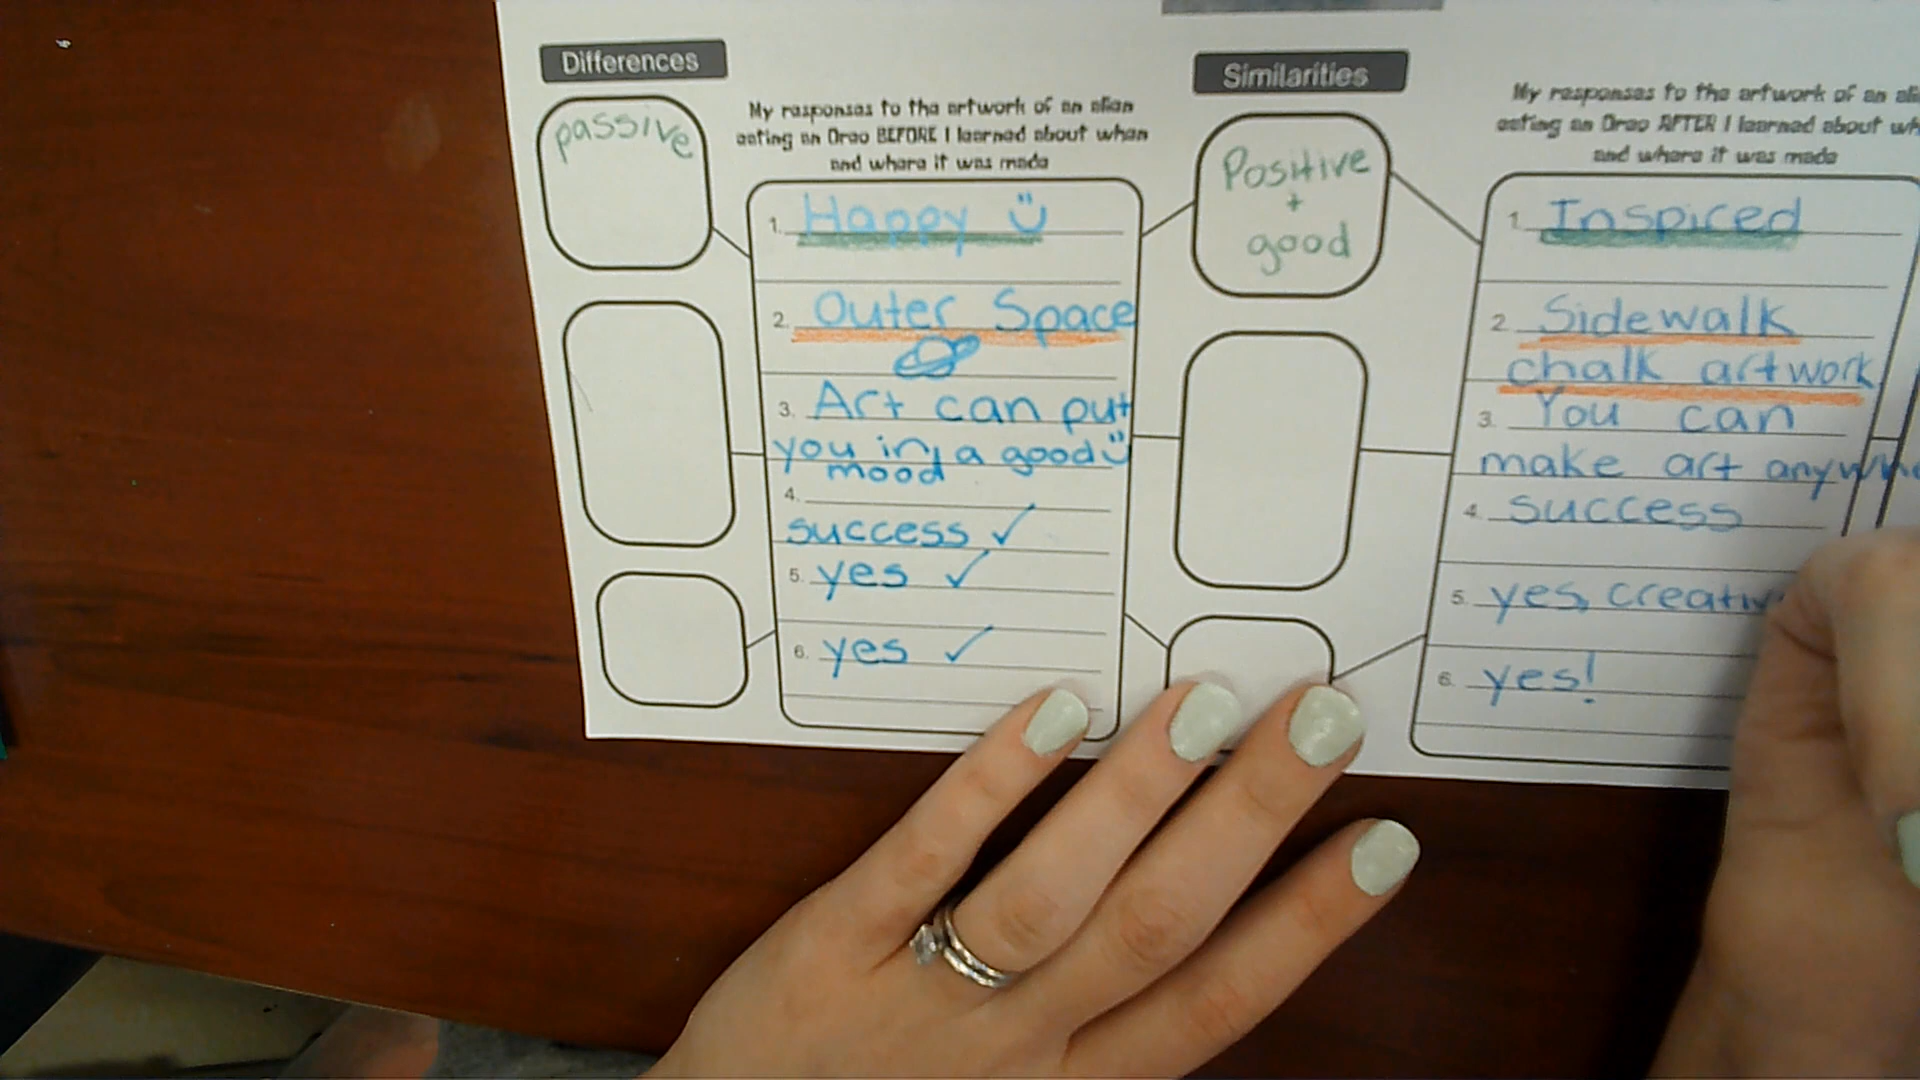 Differences
passive
My responses to the artwork of an alien
eating an Oreo BEFORE I learned about when
and where it was made
1. Happy
2. Outer Space
3. Art can put
you in a good
mood
4.
success ✓
5. yes ✓
6. yes ✓
Similarities
Positive
+
good
My responses to the artwork of an
eating an Oreo AFTER I learned about
and where it was made
1. Inspired
2. Sidewalk
chalk artwork
3. You can
make art
4. success
5. yes,
6. yes!